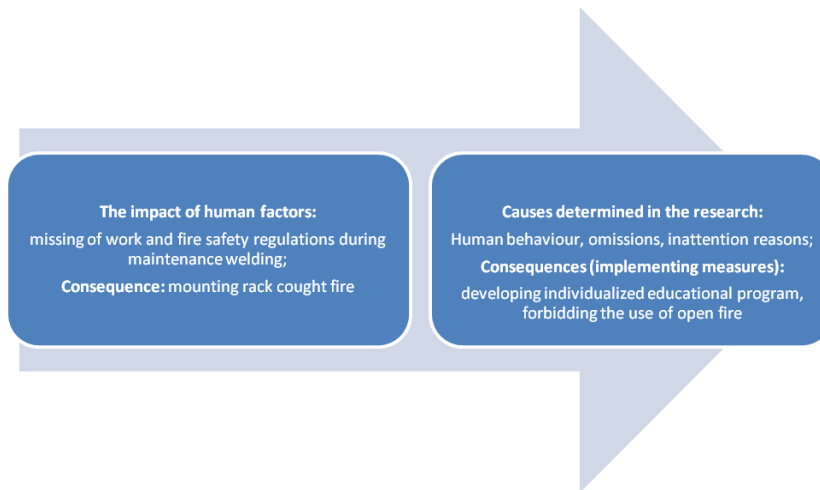 The impact of human factors:
missing of work and fire safety regulations during
maintenance welding;
Consequence: mounting rack cought fire
Causes determined in the research:
Human behaviour, omissions, inattention reasons;
Consequences (implementing measures):
developing individualized educational program,
forbidding the use of open fire